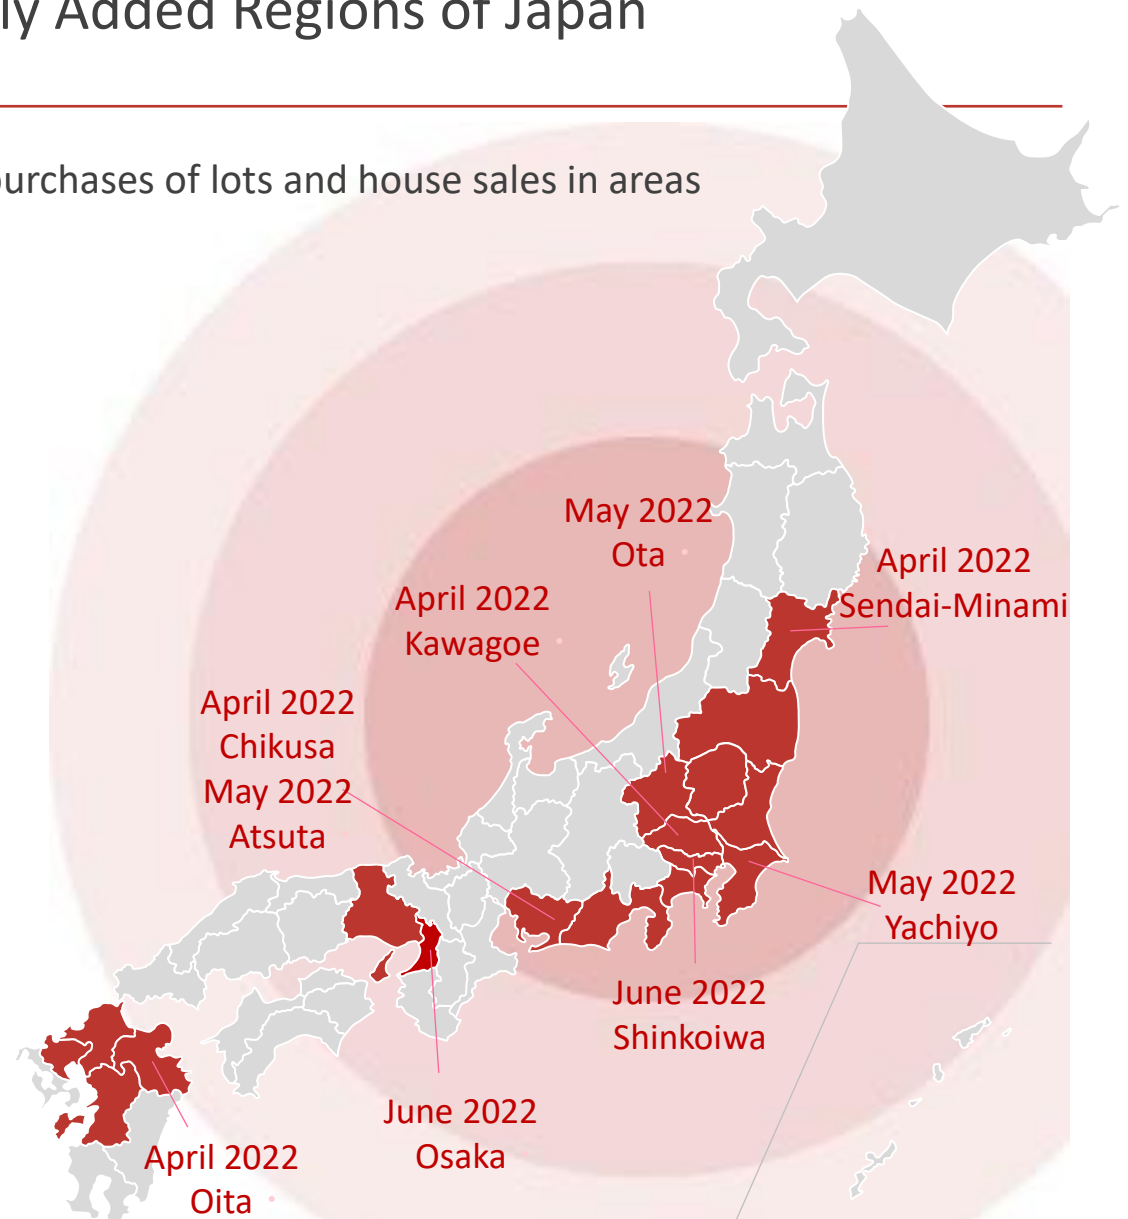 ly Added Regions of Japan
purchases of lots and house sales in areas
May 2022
Ota
April 2022
Sendai-Minami
April 2022
Kawagoe
April 2022
Chikusa
May 2022
Atsuta
May 2022
Yachiyo
June 2022
Shinkoiwa
June 2022
Osaka
April 2022
Oita